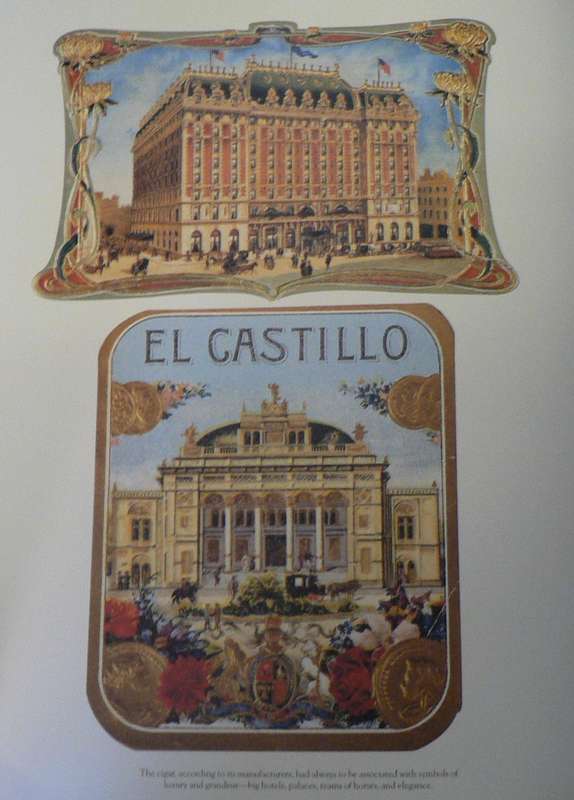 EL CASTILLO
The cigar, according to its manufacturers, had always to be associated with symbols of
luxury and grandeur—big hotels, palaces, teams of horses, and elegance.